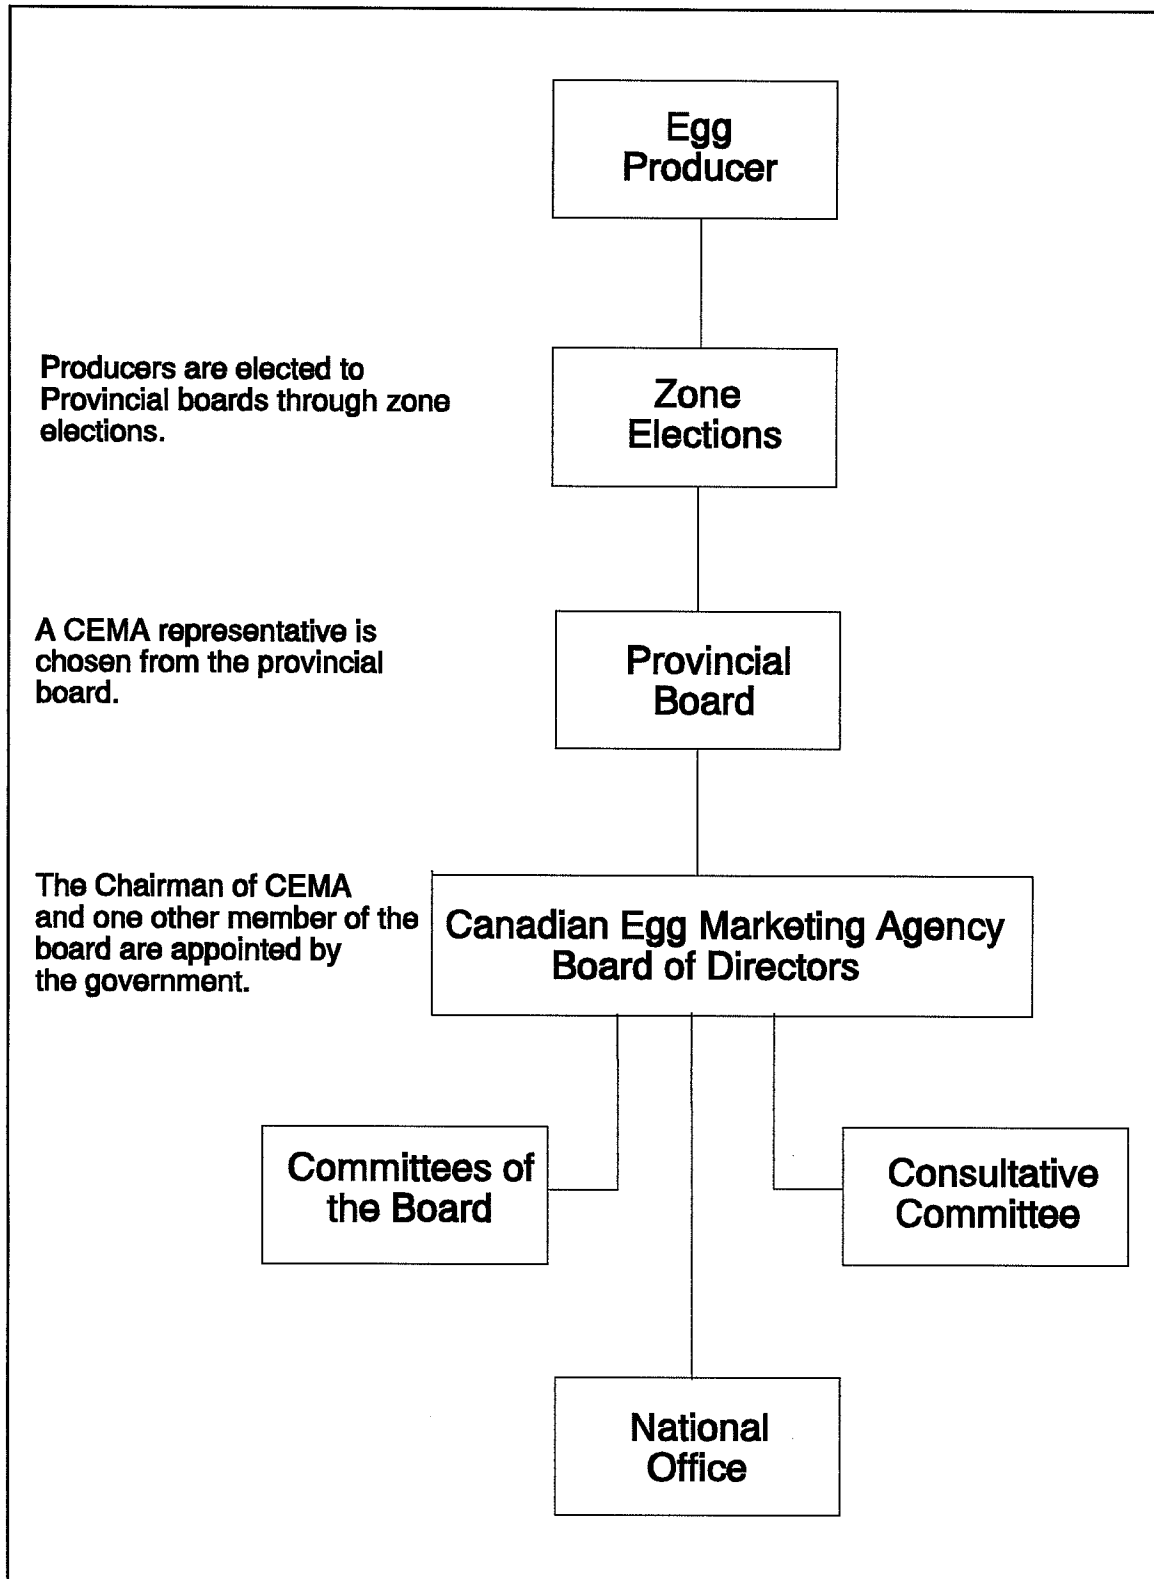 Egg
Producer
Producers are elected to
Provincial boards through zone
elections.
Zone
Elections
A CEMA representative is
chosen from the provincial
board.
Provincial
Board
The Chairman of CEMA
and one other member of the
board are appointed by
the government.
Canadian Egg Marketing Agency
Board of Directors
Committees of
the Board
Consultative
Committee
National
Office